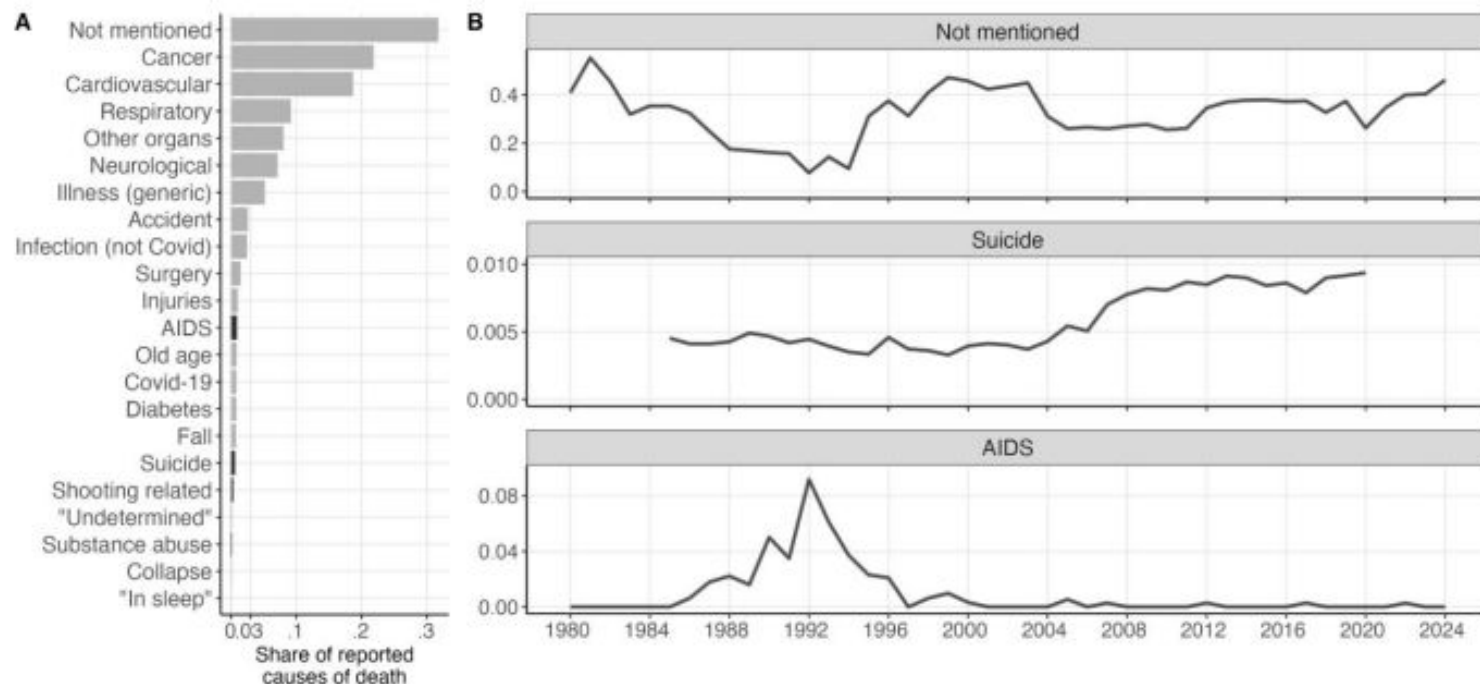 A
Not mentioned
Cancer
Cardiovascular
Respiratory
Other organs
Neurological
Illness (generic)
Accident
Infection (not Covid)
Surgery
Injuries
AIDS
Old age
Covid-19
Diabetes
Fall
Suicide
Shooting related
"Undetermined"
Substance abuse
Collapse
"In sleep"
0.03 .1 .2 .3
Share of reported
causes of death
B
Not mentioned
0.4
0.2
0.0
Suicide
0.010
0.005
0.000
AIDS
0.08
0.04
0.00
1980 1984 1988 1992 1996 2000 2004 2008 2012 2016 2020 2024